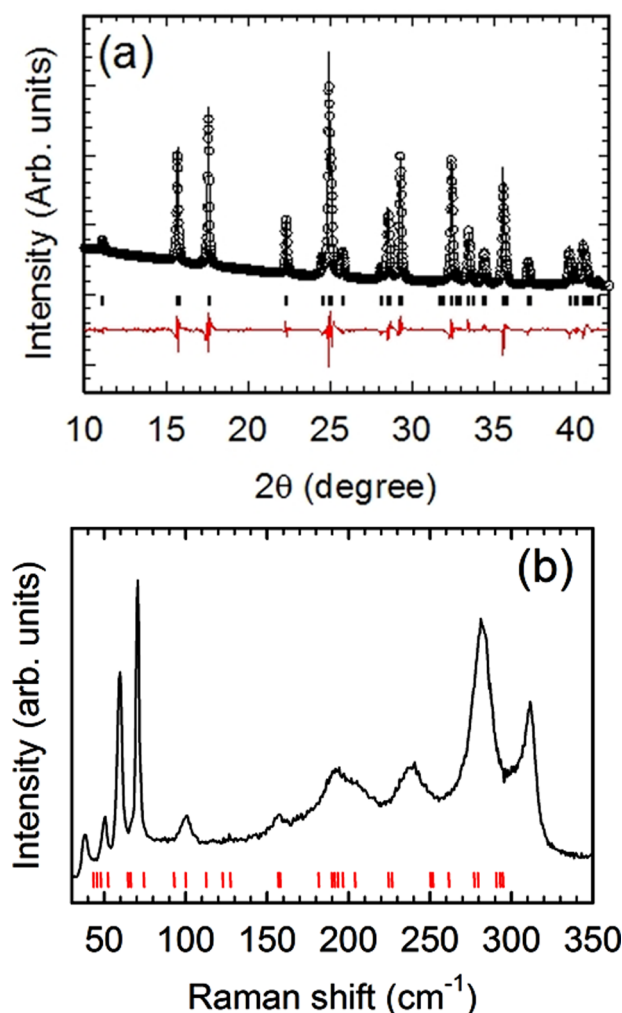 (a)
Intensity (Arb. units)
10 15 20 25 30 35 40
2θ (degree)
(b)
Intensity (arb. units)
50 100 150 200 250 300 350
Raman shift (cm⁻¹)